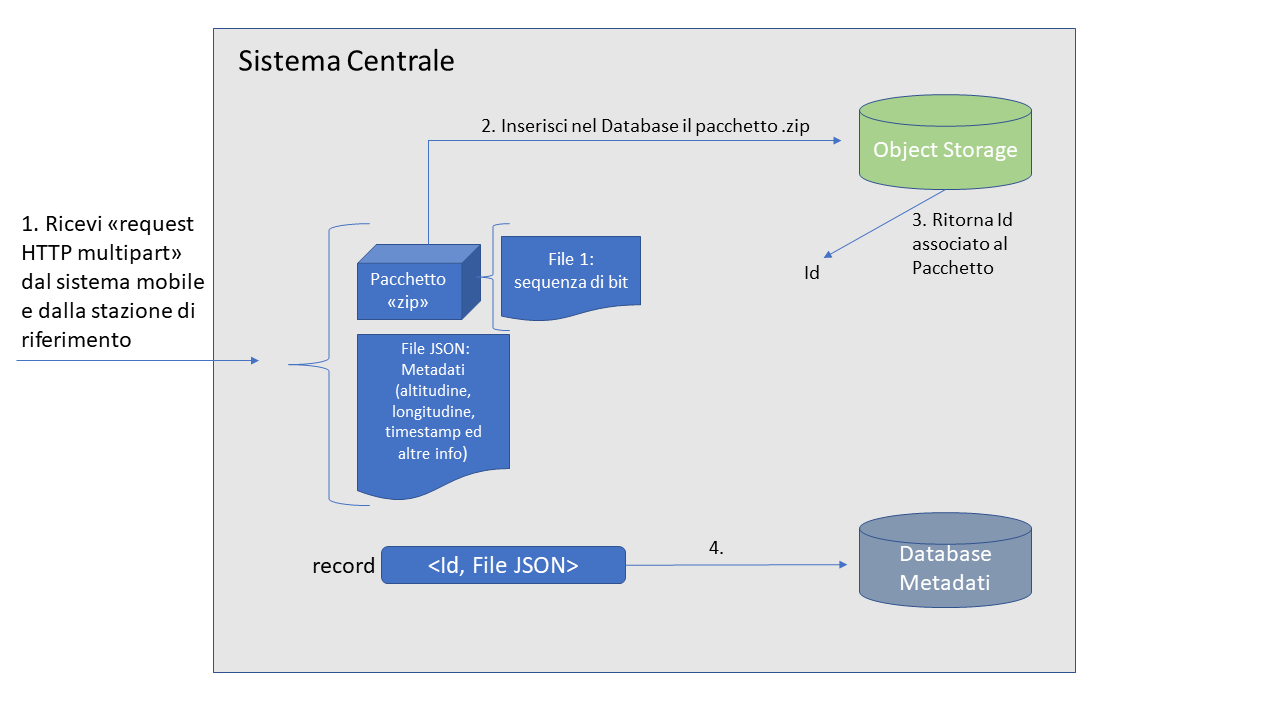 Sistema Centrale
2. Inserisci nel Database il pacchetto .zip
Object Storage
1. Ricevi «request
HTTP multipart»
dal sistema mobile
e dalla stazione di
riferimento
3. Ritorna Id
associato al
Pacchetto
Id
Pacchetto
«zip»
File 1:
sequenza di bit
File JSON:
Metadati
(altitudine,
longitudine,
timestamp ed
altre info)
record
<Id, File JSON>
4.
Database
Metadati